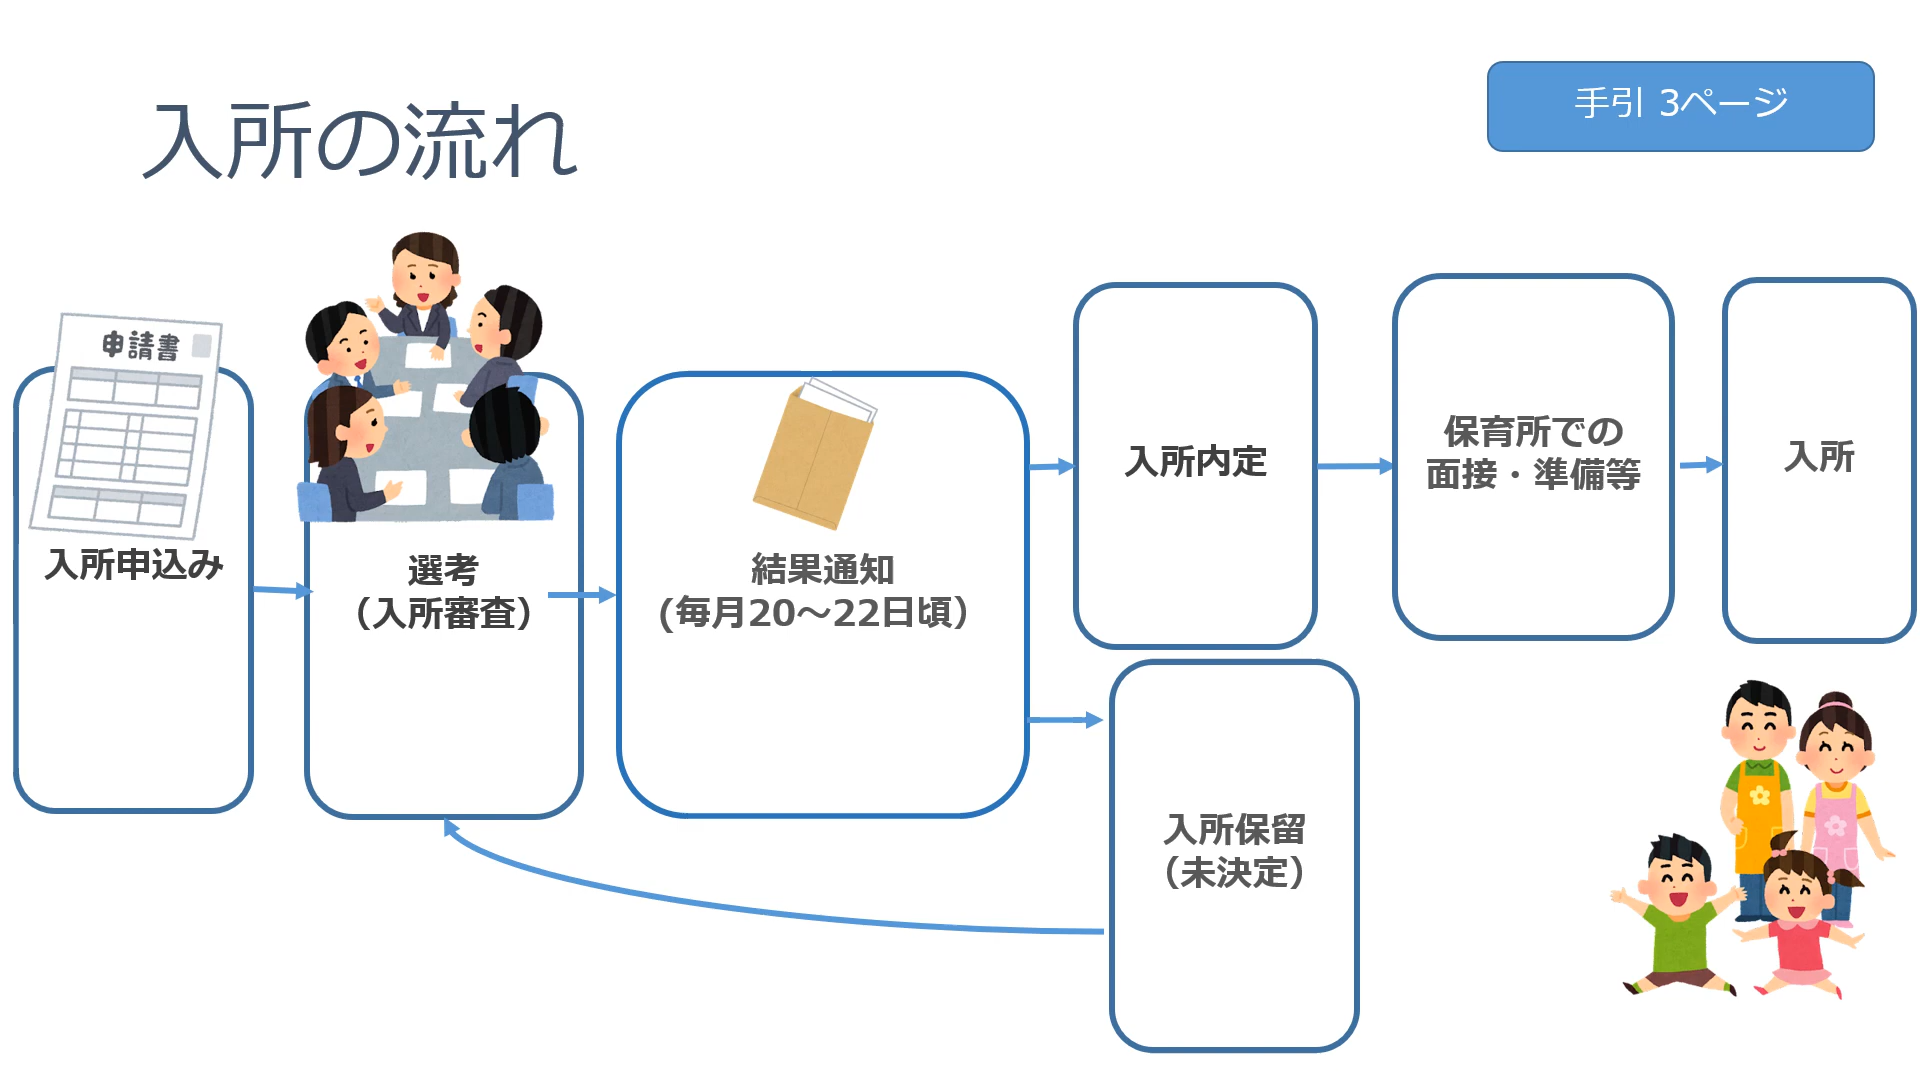 入所の流れ
手引 3ページ
申請書
入所申込み
選考
（入所審査）
結果通知
(毎月20～22日頃）
入所内定
保育所での
面接・準備等
入所
入所保留
（未決定）